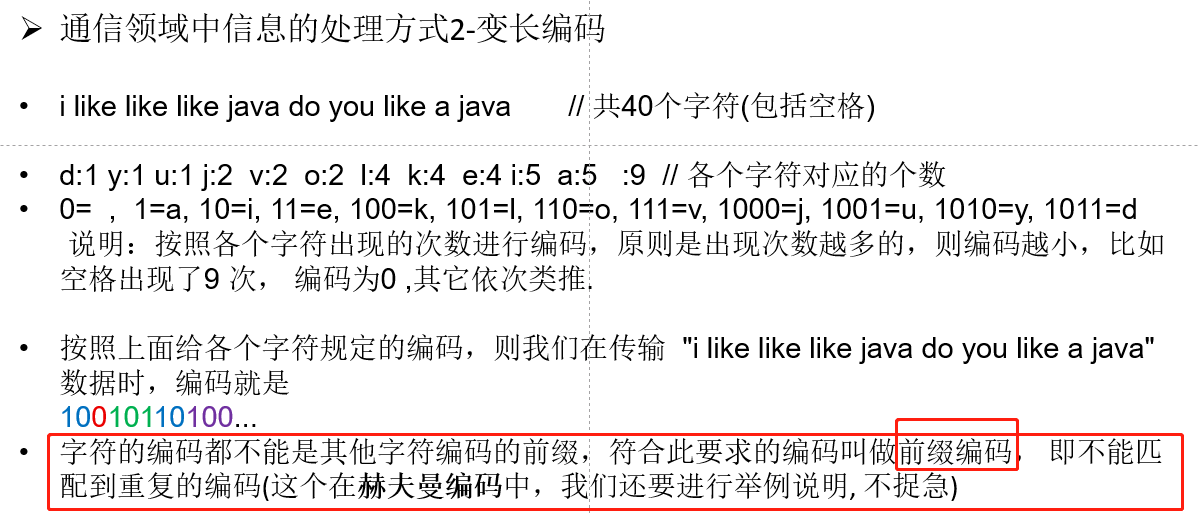 ➢ 通信领域中信息的处理方式2-变长编码
• i like like like java do you like a java // 共40个字符(包括空格)
• d:1 y:1 u:1 j:2 v:2 o:2 l:4 k:4 e:4 i:5 a:5 :9 // 各个字符对应的个数
• 0= , 1=a, 10=i, 11=e, 100=k, 101=l, 110=o, 111=v, 1000=j, 1001=u, 1010=y, 1011=d
说明：按照各个字符出现的次数进行编码，原则是出现次数越多的，则编码越小，比如
空格出现了9 次， 编码为0 ,其它依次类推.
• 按照上面给各个字符规定的编码，则我们在传输 "i like like like java do you like a java"
数据时，编码就是
10010110100...
• 字符的编码都不能是其他字符编码的前缀，符合此要求的编码叫做前缀编码， 即不能匹
配到重复的编码(这个在赫夫曼编码中，我们还要进行举例说明, 不捉急)